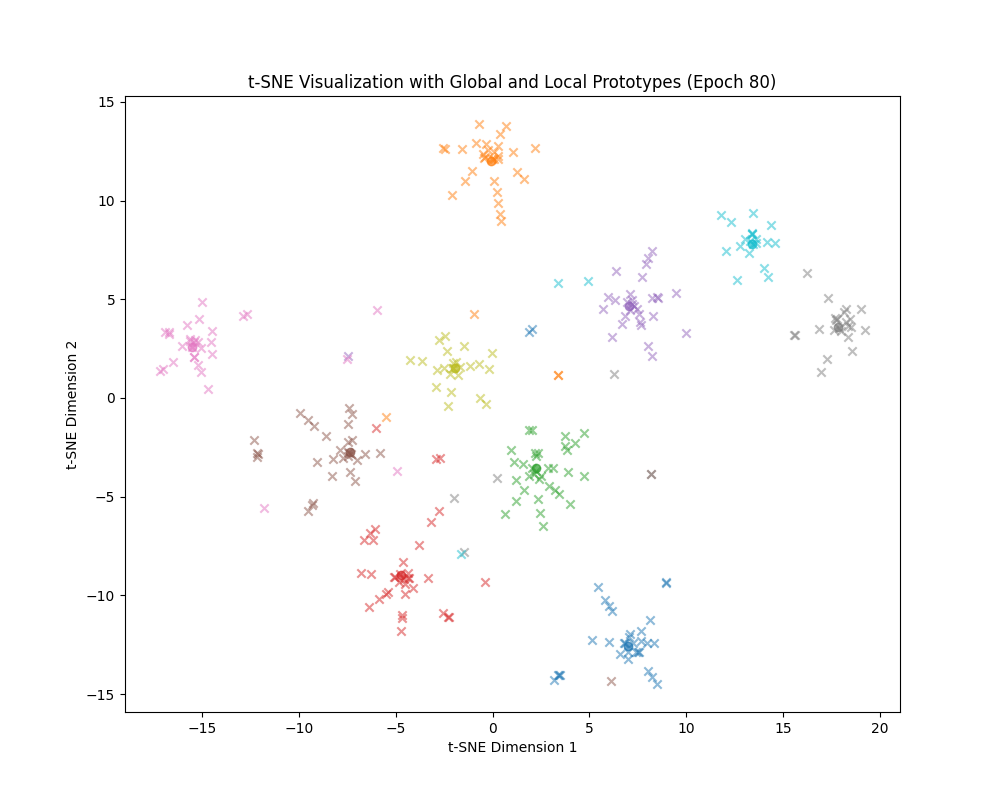 t-SNE Visualization with Global and Local Prototypes (Epoch 80)
15
10
5
0
−5
−10
−15
t-SNE Dimension 2
−15 −10 −5 0 5 10 15 20
t-SNE Dimension 1